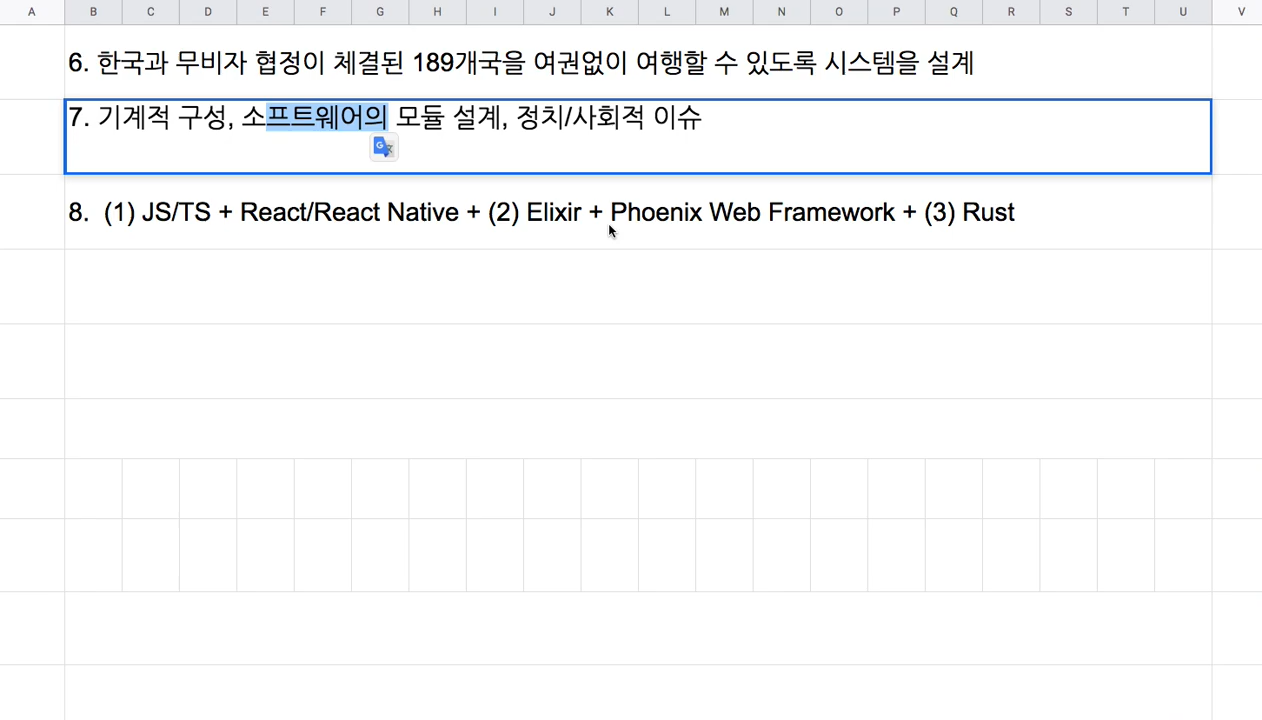 A B C D E F G H I J K L M N O P Q R S T U V
6. 한국과 무비자 협정이 체결된 189개국을 여권없이 여행할 수 있도록 시스템을 설계
7. 기계적 구성, 소프트웨어의 모듈 설계, 정치/사회적 이슈
8. (1) JS/TS + React/React Native + (2) Elixir + Phoenix Web Framework + (3) Rust